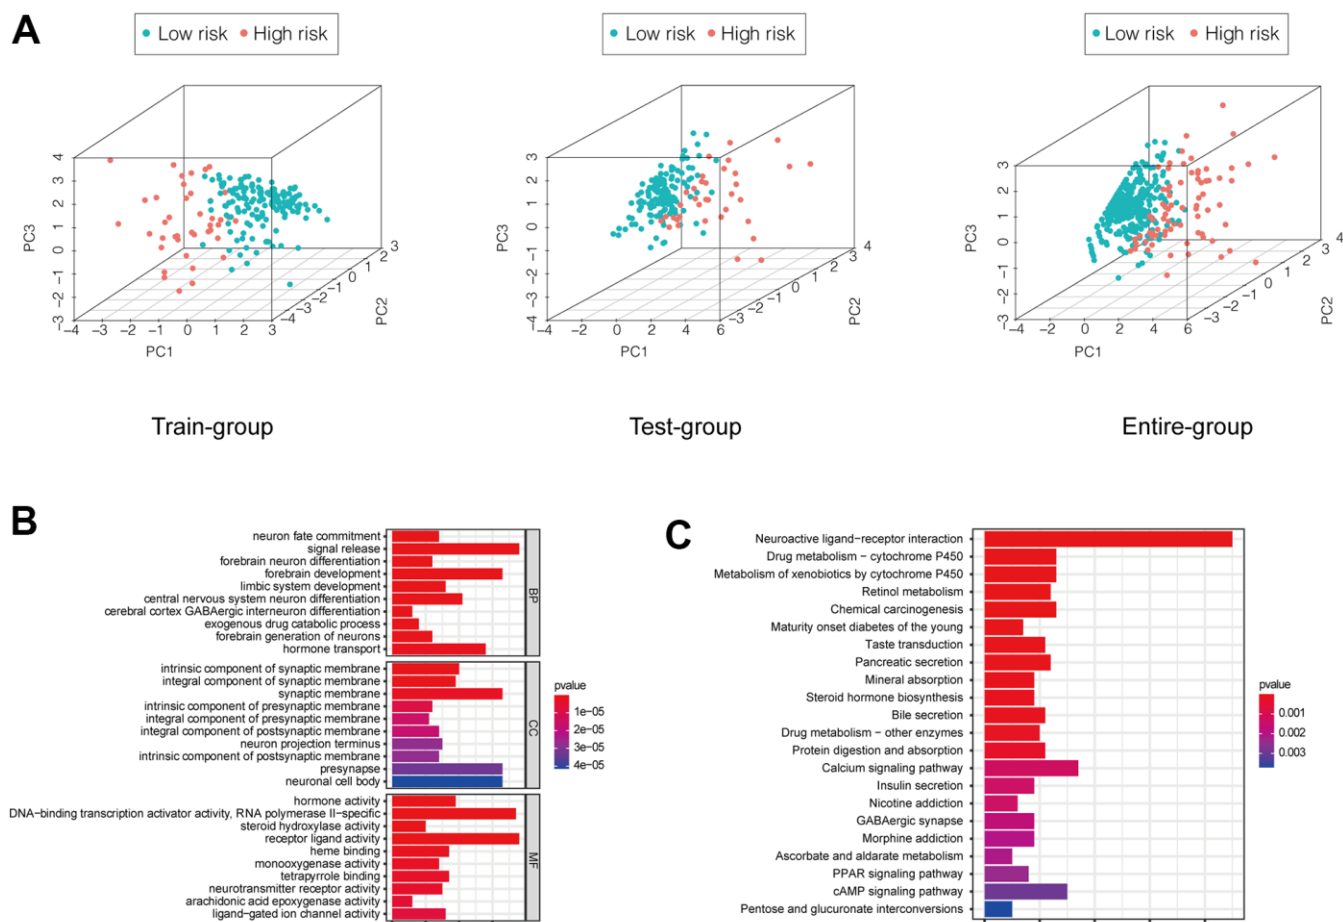 A
Low risk High risk
Low risk High risk
Low risk High risk
PC3
4
3
2
1
0
−1
−2
−3
−4 −2 −1 0 1 2 3
PC1
−4 −3 −2 −1 0 1 2 3
PC2
PC3
3
2
1
0
−1
−2
−3
−4 −2 0 2 4 6
PC1
−3 −2 −1 0 1 2 3 4
PC2
PC3
3
2
1
0
−1
−2
−3
−4 −2 0 2 4 6
PC1
−3 −2 −1 0 1 2 3 4
PC2
Train-group
Test-group
Entire-group
B
neuron fate commitment
signal release
forebrain neuron differentiation
forebrain development
limbic system development
central nervous system neuron differentiation
cerebral cortex GABAergic interneuron differentiation
exogenous drug catabolic process
forebrain generation of neurons
hormone transport
BP
intrinsic component of synaptic membrane
integral component of synaptic membrane
synaptic membrane
intrinsic component of presynaptic membrane
integral component of presynaptic membrane
integral component of postsynaptic membrane
neuron projection terminus
intrinsic component of postsynaptic membrane
presynapse
neuronal cell body
CC
hormone activity
DNA-binding transcription activator activity, RNA polymerase II-specific
steroid hydroxylase activity
receptor ligand activity
heme binding
monooxygenase activity
tetrapyrrole binding
neurotransmitter receptor activity
arachidonic acid epoxygenase activity
ligand-gated ion channel activity
MF
pvalue
1e−05
2e−05
3e−05
4e−05
C
Neuroactive ligand−receptor interaction
Drug metabolism − cytochrome P450
Metabolism of xenobiotics by cytochrome P450
Retinol metabolism
Chemical carcinogenesis
Maturity onset diabetes of the young
Taste transduction
Pancreatic secretion
Mineral absorption
Steroid hormone biosynthesis
Bile secretion
Drug metabolism − other enzymes
Protein digestion and absorption
Calcium signaling pathway
Insulin secretion
Nicotine addiction
GABAergic synapse
Morphine addiction
Ascorbate and aldarate metabolism
PPAR signaling pathway
cAMP signaling pathway
Pentose and glucuronate interconversions
pvalue
0.001
0.002
0.003